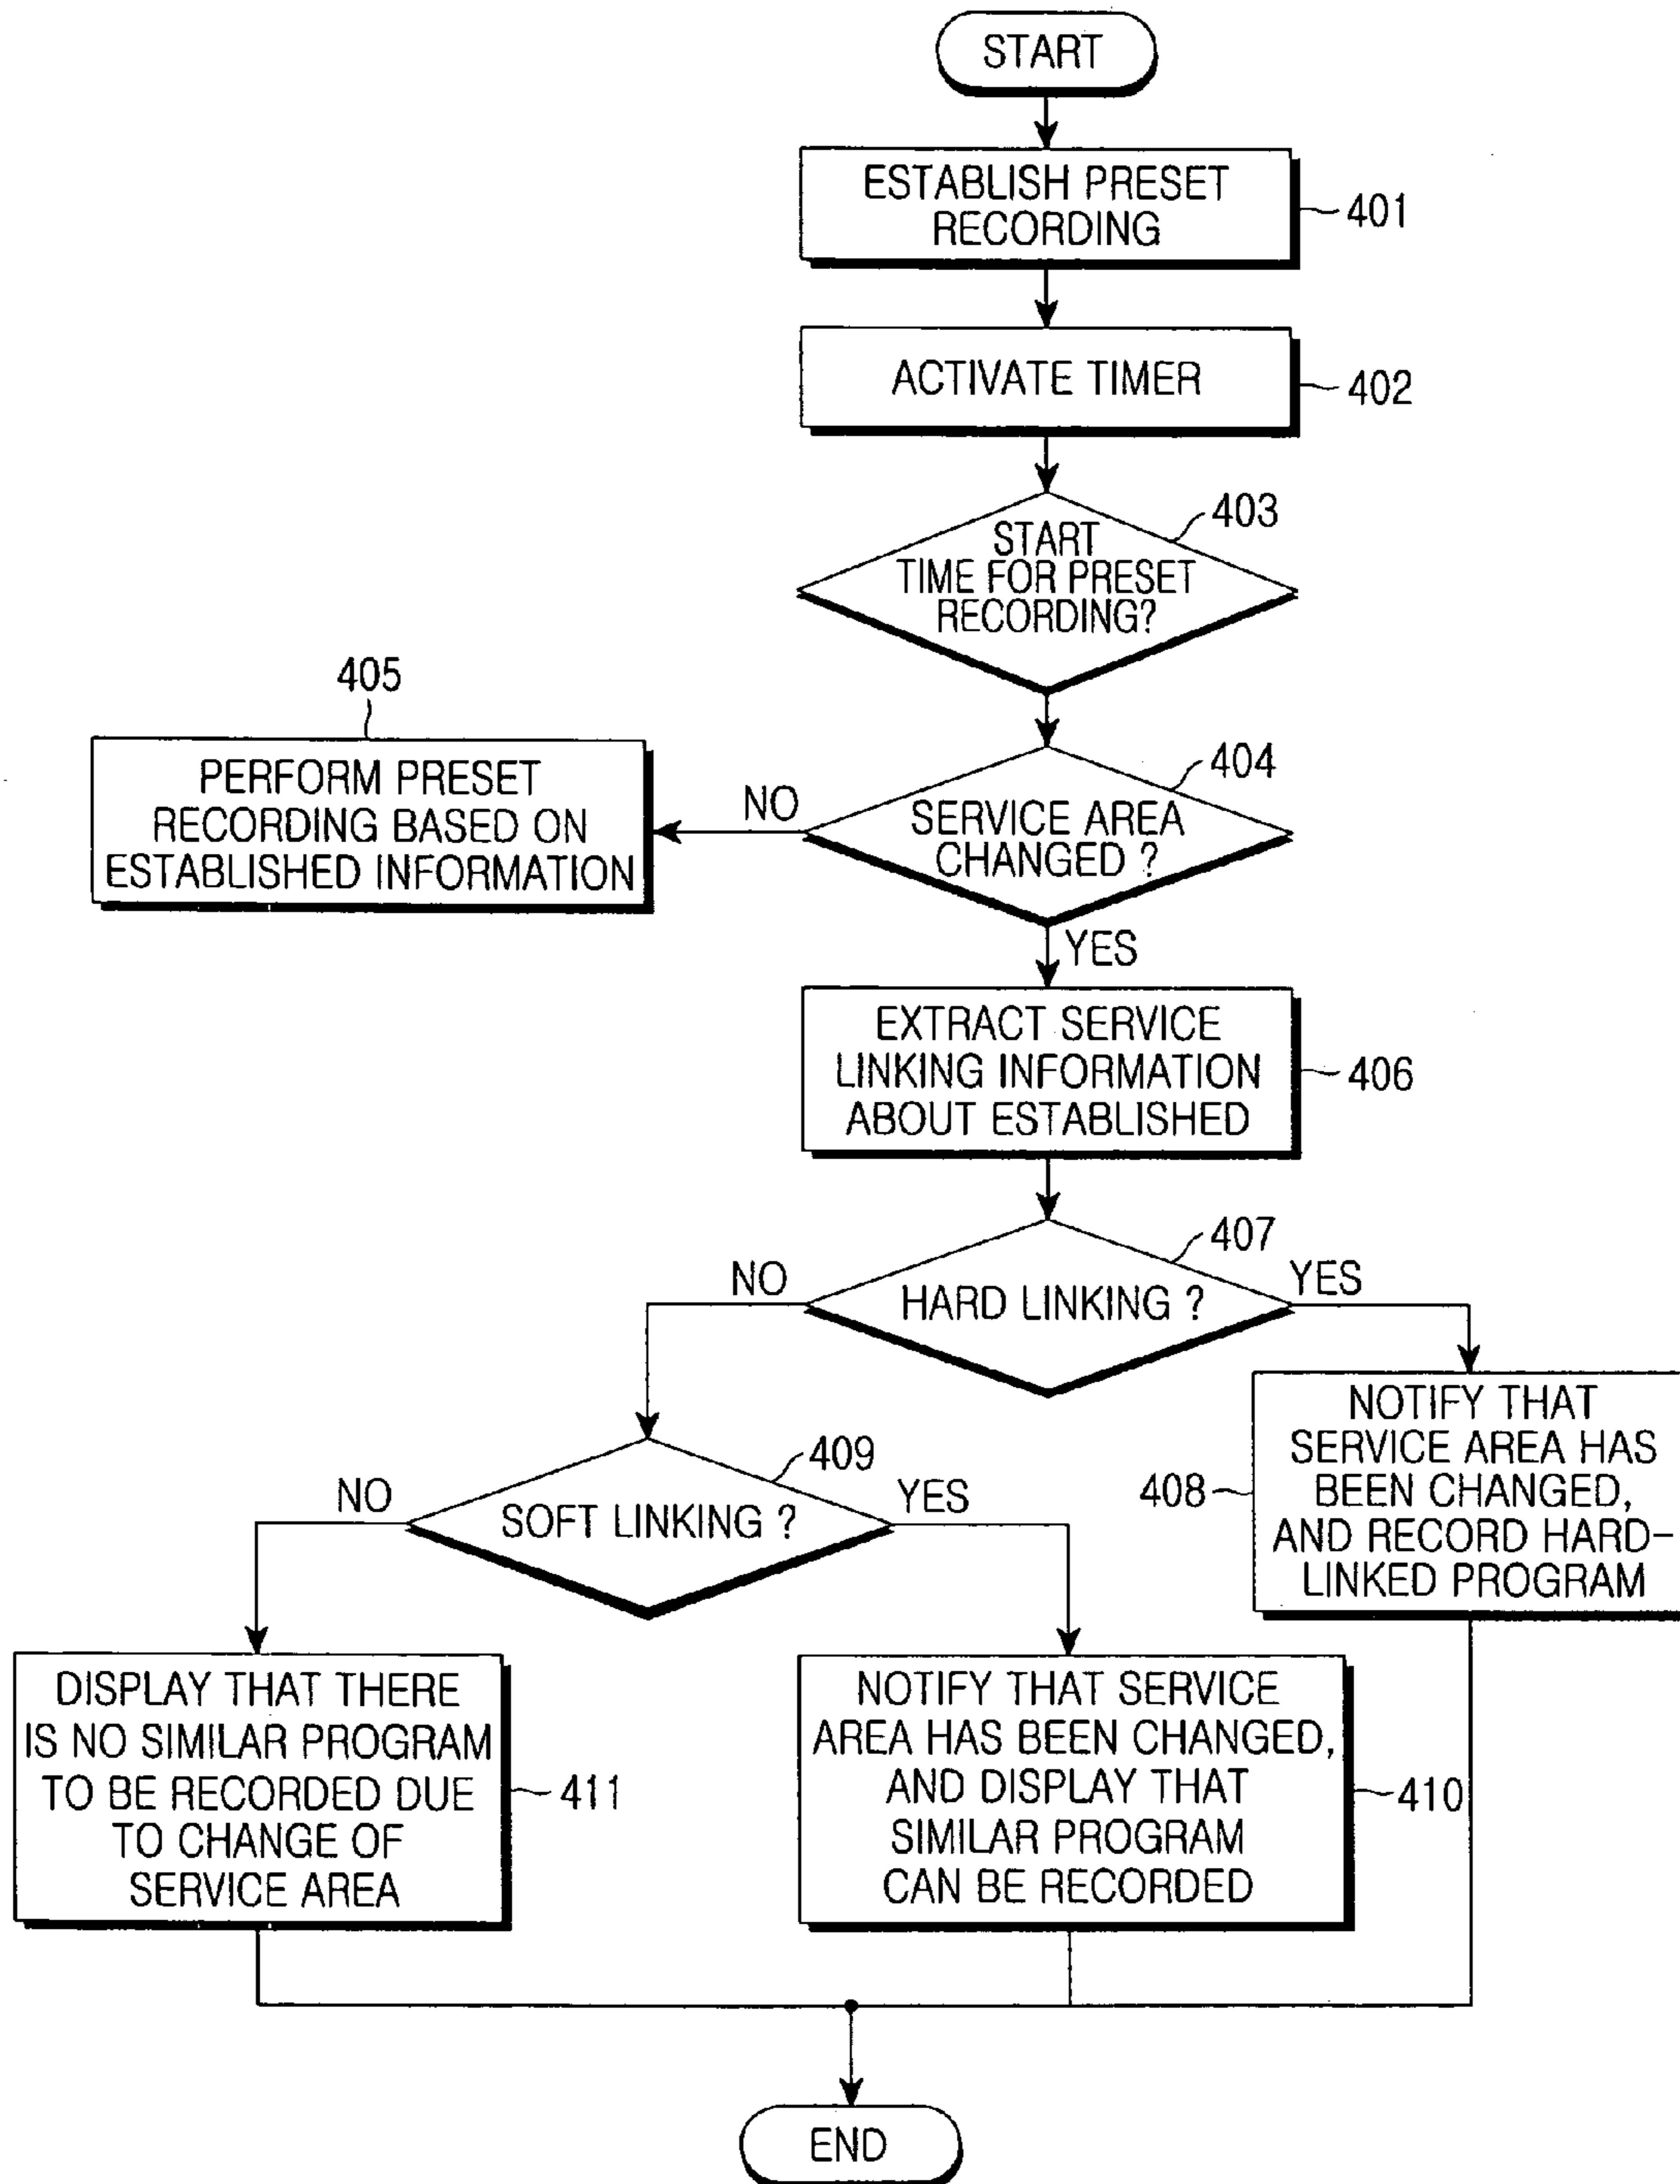 START
ESTABLISH PRESET
RECORDING
401
ACTIVATE TIMER
402
403
START
TIME FOR PRESET
RECORDING?
405
PERFORM PRESET
RECORDING BASED ON
ESTABLISHED INFORMATION
NO
404
SERVICE AREA
CHANGED ?
YES
EXTRACT SERVICE
LINKING INFORMATION
ABOUT ESTABLISHED
406
407
NO
HARD LINKING ?
YES
408
NOTIFY THAT
SERVICE AREA HAS
BEEN CHANGED,
AND RECORD HARD-
LINKED PROGRAM
409
NO
SOFT LINKING ?
YES
DISPLAY THAT THERE
IS NO SIMILAR PROGRAM
TO BE RECORDED DUE
TO CHANGE OF
SERVICE AREA
411
NOTIFY THAT SERVICE
AREA HAS BEEN CHANGED,
AND DISPLAY THAT
SIMILAR PROGRAM
CAN BE RECORDED
410
END